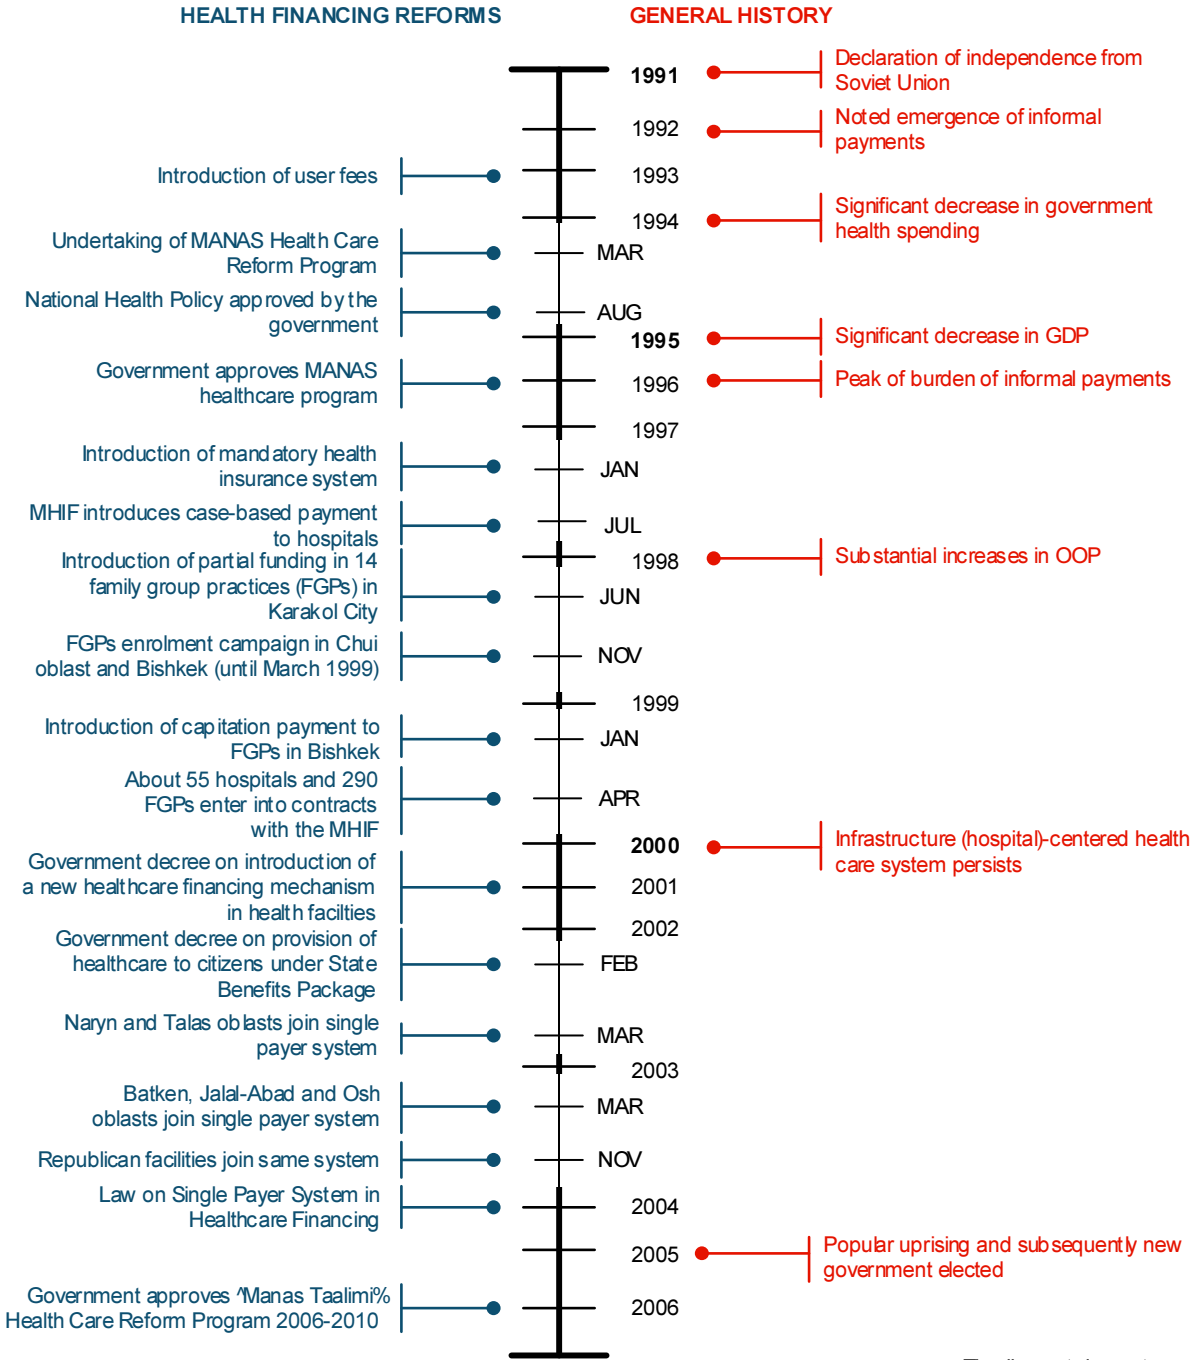 HEALTH FINANCING REFORMS
GENERAL HISTORY
1991
Declaration of independence from
Soviet Union
1992
Noted emergence of informal
payments
Introduction of user fees
1993
1994
Significant decrease in government
health spending
Undertaking of MANAS Health Care
Reform Program
MAR
National Health Policy approved by the
government
AUG
1995
Significant decrease in GDP
Government approves MANAS
healthcare program
1996
Peak of burden of informal payments
1997
Introduction of mandatory health
insurance system
JAN
MHIF introduces case-based payment
to hospitals
JUL
1998
Substantial increases in OOP
Introduction of partial funding in 14
family group practices (FGPs) in
Karakol City
JUN
FGPs enrolment campaign in Chui
oblast and Bishkek (until March 1999)
NOV
1999
Introduction of capitation payment to
FGPs in Bishkek
JAN
About 55 hospitals and 290
FGPs enter into contracts
with the MHIF
APR
2000
Infrastructure (hospital)-centered health
care system persists
Government decree on introduction of
a new healthcare financing mechanism
in health facilties
2001
2002
Government decree on provision of
healthcare to citizens under State
Benefits Package
FEB
Naryn and Talas oblasts join single
payer system
MAR
2003
Batken, Jalal-Abad and Osh
oblasts join single payer system
MAR
Republican facilities join same system
NOV
Law on Single Payer System in
Healthcare Financing
2004
2005
Popular uprising and subsequently new
government elected
Government approves ^Manas Taalimi%
Health Care Reform Program 2006-2010
2006